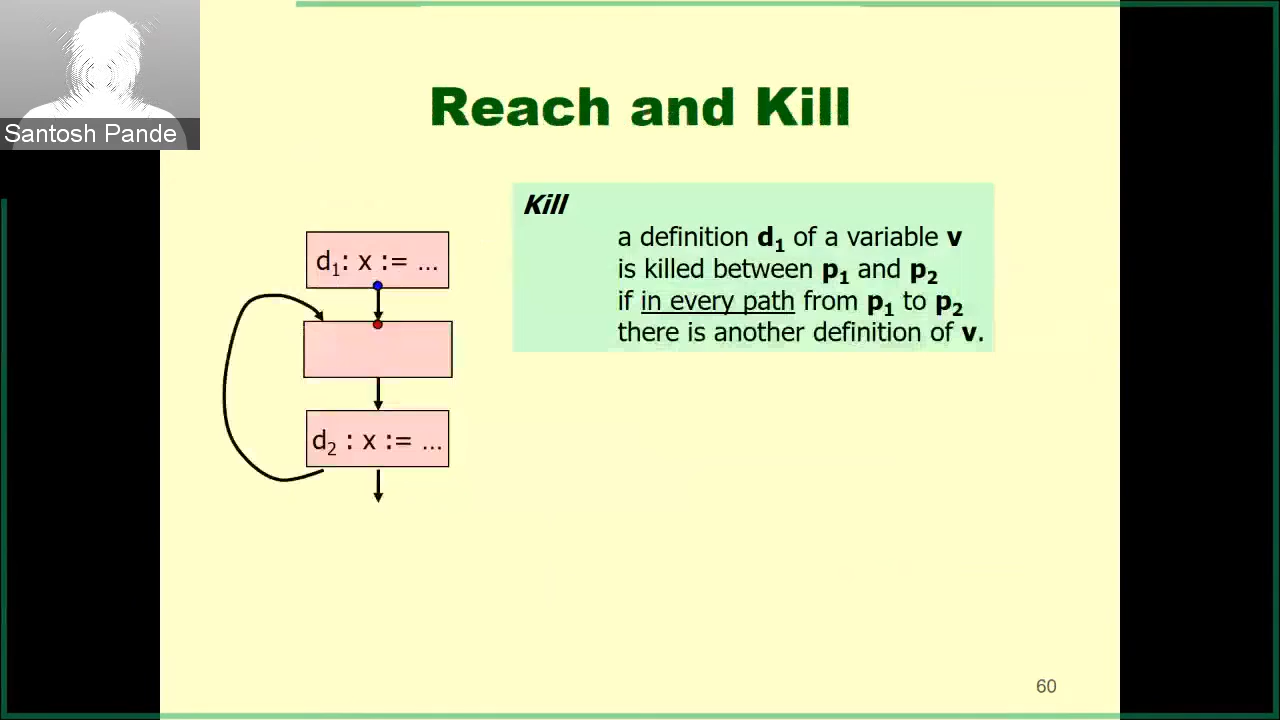 Santosh Pande
Reach and Kill
Kill
a definition d₁ of a variable v
is killed between p₁ and p₂
if in every path from p₁ to p₂
there is another definition of v.
d₁: x := ...
d₂ : x := ...
60